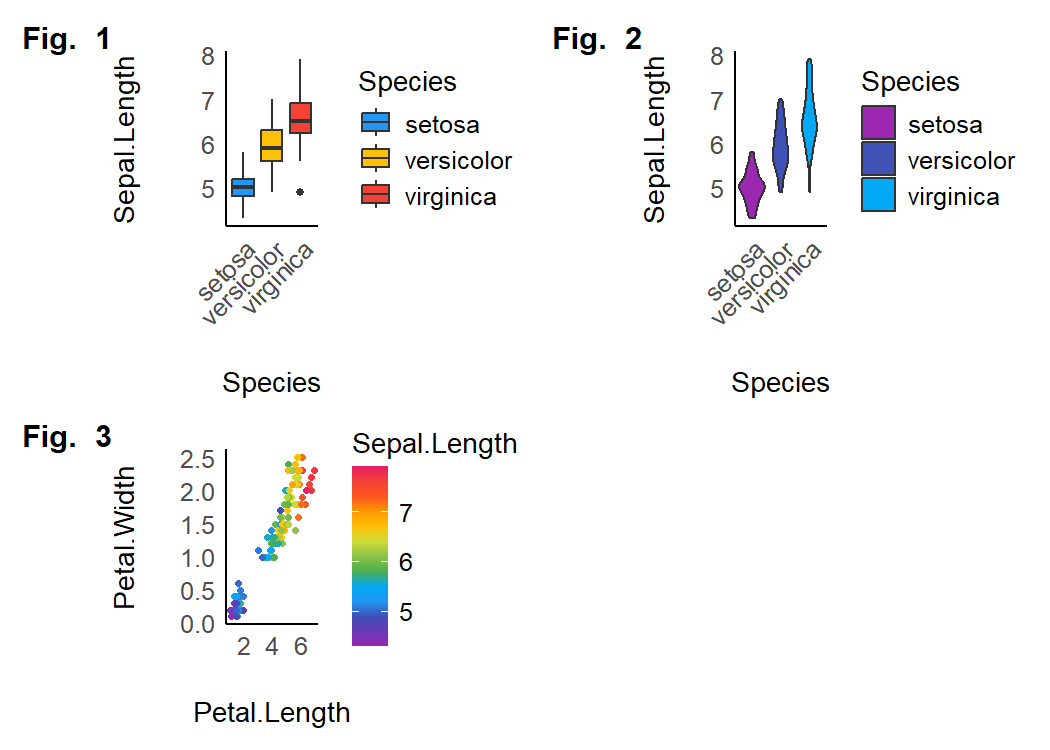 Fig. 1
Sepal.Length
8
7
6
5
setosa
versicolor
virginica
Species
Species
setosa
versicolor
virginica
Fig. 2
Sepal.Length
8
7
6
5
setosa
versicolor
virginica
Species
Species
setosa
versicolor
virginica
Fig. 3
Petal.Width
2.5
2.0
1.5
1.0
0.5
0.0
2 4 6
Petal.Length
Sepal.Length
7
6
5